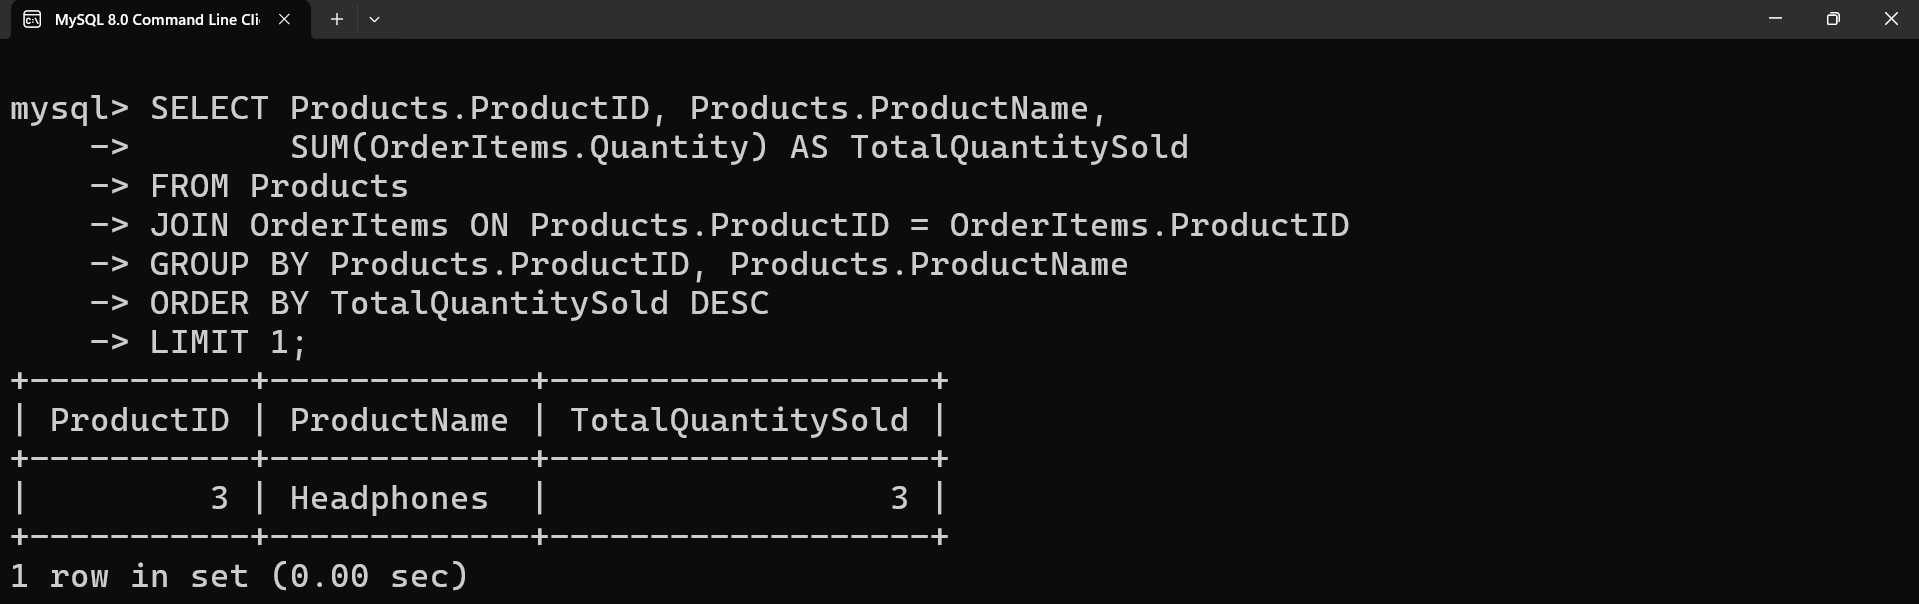 MySQL 8.0 Command Line Cli
mysql> SELECT Products.ProductID, Products.ProductName,
    ->        SUM(OrderItems.Quantity) AS TotalQuantitySold
    -> FROM Products
    -> JOIN OrderItems ON Products.ProductID = OrderItems.ProductID
    -> GROUP BY Products.ProductID, Products.ProductName
    -> ORDER BY TotalQuantitySold DESC
    -> LIMIT 1;
+-----------+-------------+-------------------+
| ProductID | ProductName | TotalQuantitySold |
+-----------+-------------+-------------------+
|         3 | Headphones  |                 3 |
+-----------+-------------+-------------------+
1 row in set (0.00 sec)